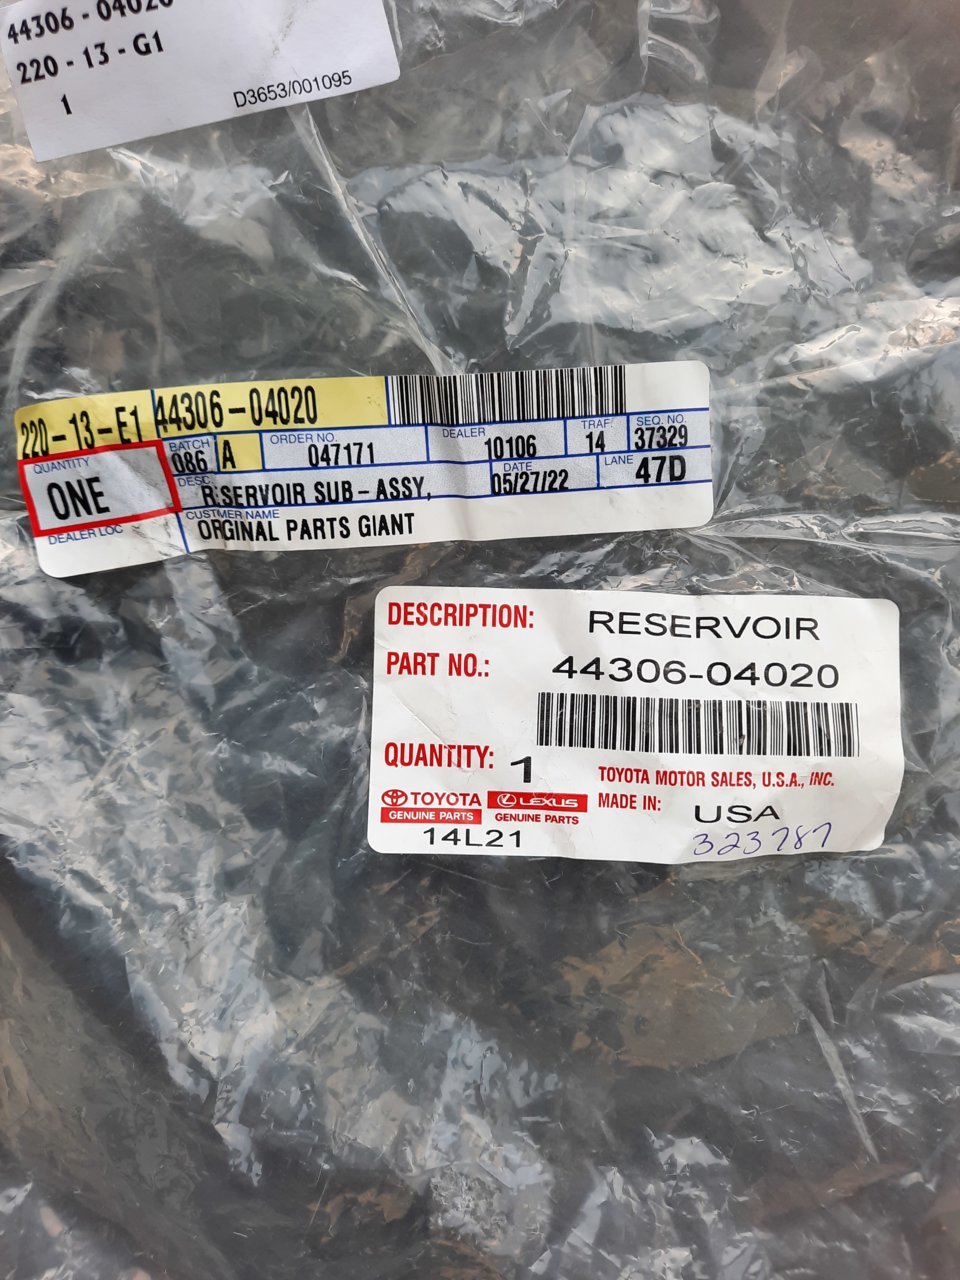 44306 - 04020
220 - 13 - G1
1
D3653/001095
220-13-E1 44306-04020
QUANTITY
ONE
DEALER LOC
BATCH
086 A
ORDER NO.
047171
DEALER
10106
TRAF.
14
SEQ. NO.
37329
DESC.
R:SERVOIR SUB-ASSY,
DATE
05/27/22
LANE
47D
CUSTMER NAME
ORGINAL PARTS GIANT
DESCRIPTION: RESERVOIR
PART NO.: 44306-04020
QUANTITY: 1
TOYOTA MOTOR SALES, U.S.A., INC.
TOYOTA LEXUS
GENUINE PARTS GENUINE PARTS
MADE IN: USA
14L21
323787